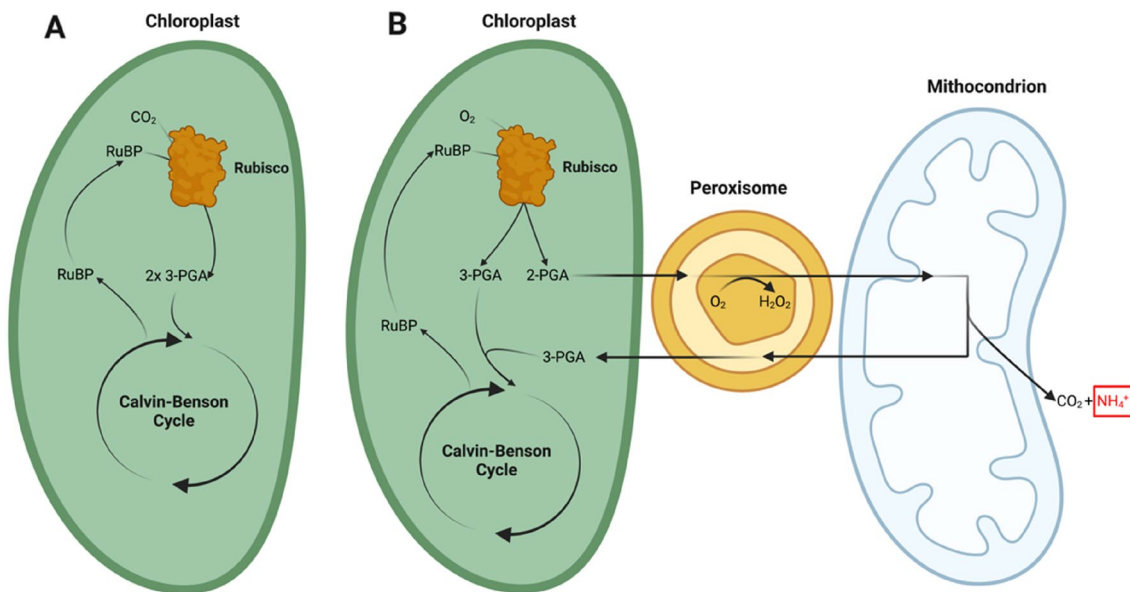 A
Chloroplast
CO₂
RuBP
Rubisco
RuBP
2x 3-PGA
Calvin-Benson
Cycle
B
Chloroplast
O₂
RuBP
Rubisco
3-PGA
2-PGA
RuBP
3-PGA
Calvin-Benson
Cycle
Peroxisome
O₂
H₂O₂
Mithocondrion
CO₂ + NH₄⁺